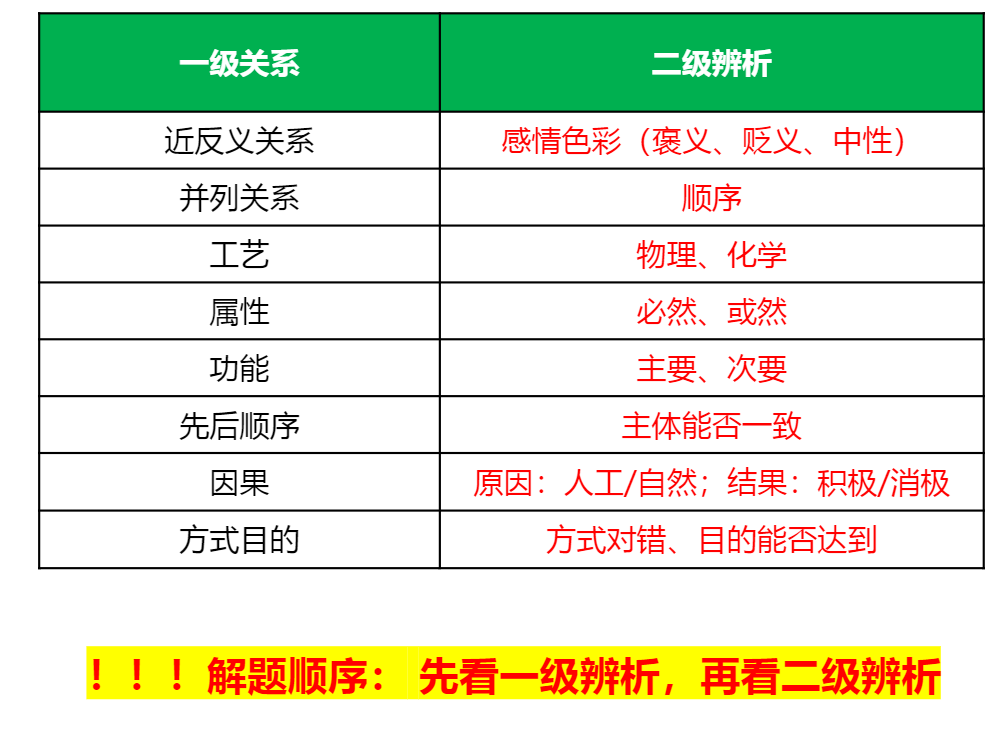 一级关系 二级辨析
近反义关系 感情色彩（褒义、贬义、中性）
并列关系 顺序
工艺 物理、化学
属性 必然、或然
功能 主要、次要
先后顺序 主体能否一致
因果 原因：人工/自然；结果：积极/消极
方式目的 方式对错、目的能否达到
！！！解题顺序： 先看一级辨析，再看二级辨析